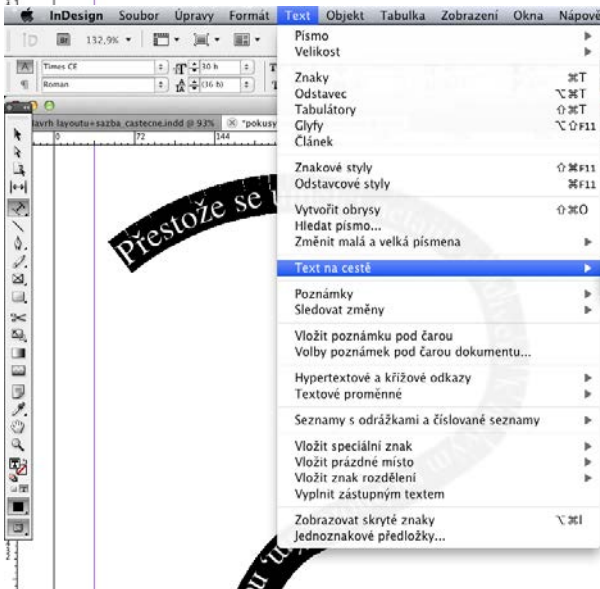 InDesign Soubor Úpravy Formát Text Objekt Tabulka Zobrazení Okna Nápově
132,9%
Times CE 30 b
Roman (36 b)
lavrh layoutu+sazba_castecne.indd @ 93% *pokusy
0 72 144
Přestože se
Písmo
Velikost
Znaky ⌘T
Odstavec ⌥⌘T
Tabulátory ⇧⌘T
Glyfy ⌥⇧F11
Článek
Znakové styly ⇧⌘F11
Odstavcové styly ⌘F11
Vytvořit obrysy ⇧⌘O
Hledat písmo...
Změnit malá a velká písmena
Text na cestě
Poznámky
Sledovat změny
Vložit poznámku pod čarou
Volby poznámek pod čarou dokumentu...
Hypertextové a křížové odkazy
Textové proměnné
Seznamy s odrážkami a číslované seznamy
Vložit speciální znak
Vložit prázdné místo
Vložit znak rozdělení
Vyplnit zástupným textem
Zobrazovat skryté znaky ⌥⌘I
Jednoznakové předložky...